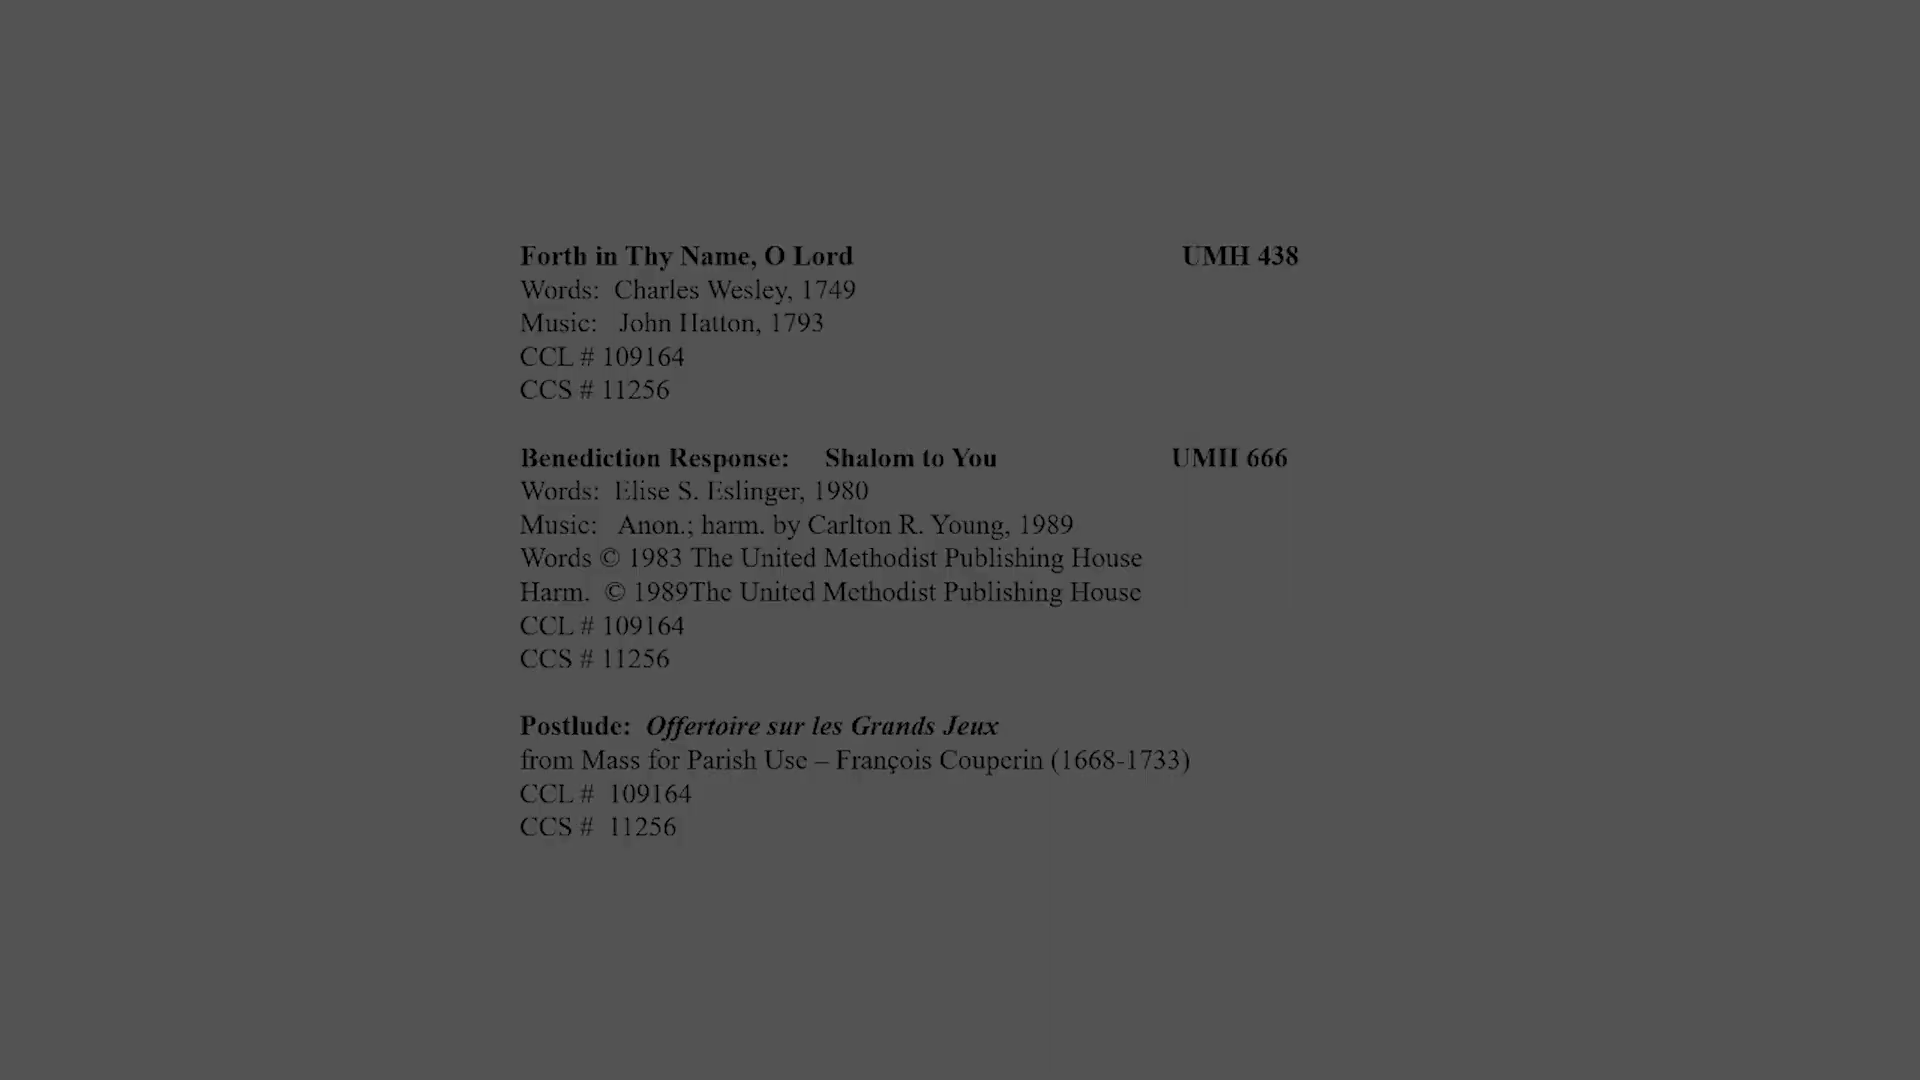 Forth in Thy Name, O Lord UMH 438
Words: Charles Wesley, 1749
Music: John Hatton, 1793
CCL # 109164
CCS # 11256
Benediction Response: Shalom to You UMH 666
Words: Elise S. Eslinger, 1980
Music: Anon.; harm. by Carlton R. Young, 1989
Words © 1983 The United Methodist Publishing House
Harm. © 1989The United Methodist Publishing House
CCL # 109164
CCS # 11256
Postlude: Offertoire sur les Grands Jeux
from Mass for Parish Use – François Couperin (1668-1733)
CCL # 109164
CCS # 11256